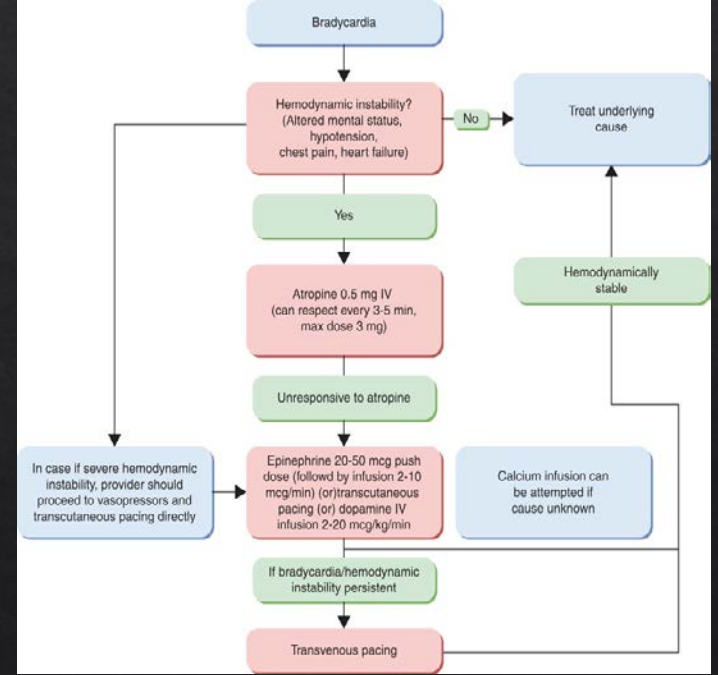 Bradycardia
Hemodynamic instability?
(Altered mental status,
hypotension,
chest pain, heart failure)
No
Treat underlying
cause
Yes
Hemodynamically
stable
Atropine 0.5 mg IV
(can respect every 3-5 min,
max dose 3 mg)
Unresponsive to atropine
In case if severe hemodynamic
instability, provider should
proceed to vasopressors and
transcutaneous pacing directly
Epinephrine 20-50 mcg push
dose (followd by infusion 2-10
mcg/min) (or)transcutaneous
pacing (or) dopamine IV
infusion 2-20 mcg/kg/min
Calcium infusion can
be attempted if
cause unknown
If bradycardia/hemodynamic
instability persistent
Transvenous pacing